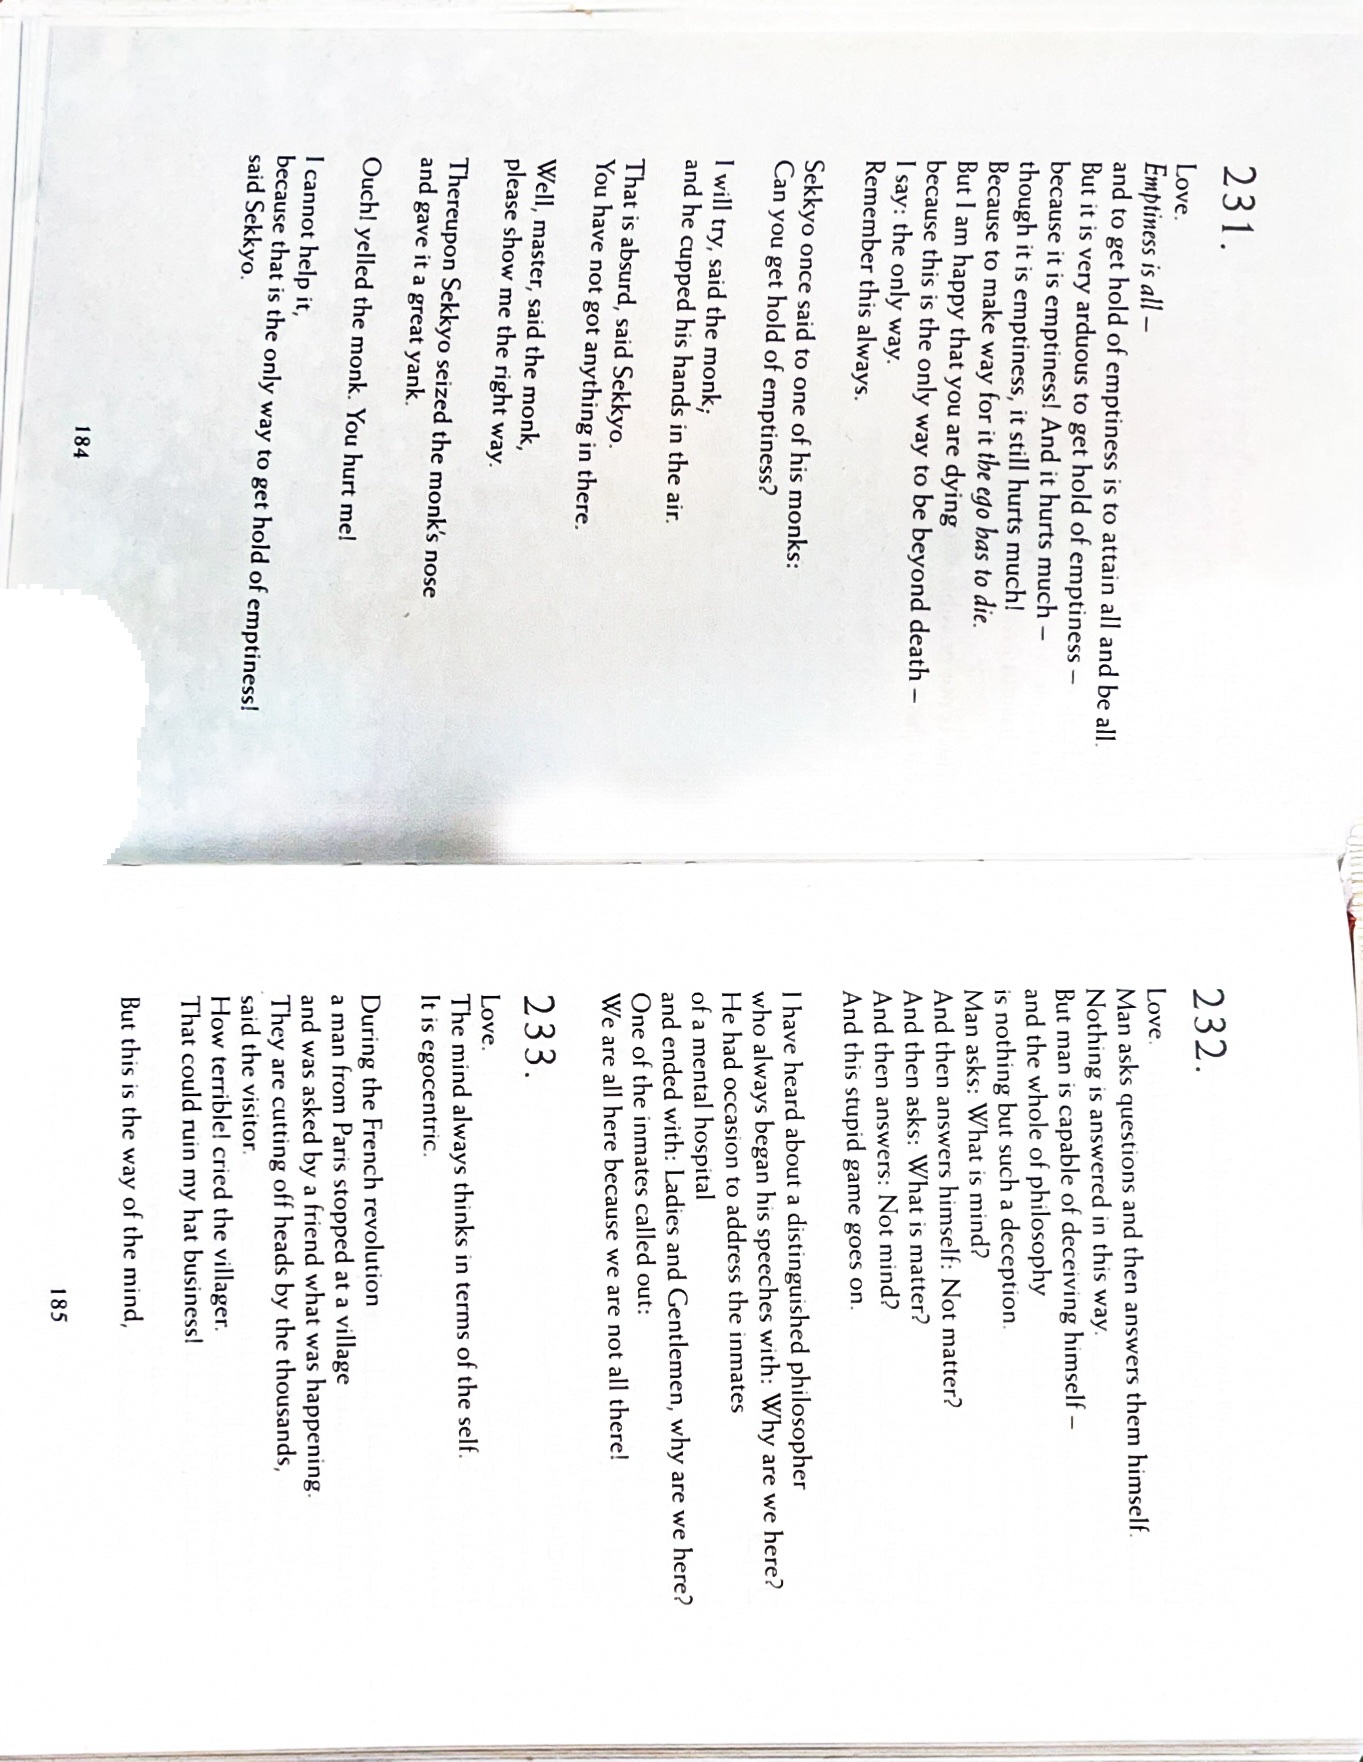 231.
Love.
Emptiness is all –
and to get hold of emptiness is to attain all and be all.
But it is very arduous to get hold of emptiness –
because it is emptiness! And it hurts much –
though it is emptiness, it still hurts much!
Because to make way for it the ego has to die.
But I am happy that you are dying
because this is the only way to be beyond death –
I say: the only way.
Remember this always.
Sekkyo once said to one of his monks:
Can you get hold of emptiness?
I will try, said the monk;
and he cupped his hands in the air.
That is absurd, said Sekkyo.
You have not got anything in there.
Well, master, said the monk,
please show me the right way.
Thereupon Sekkyo seized the monk's nose
and gave it a great yank.
Ouch! yelled the monk. You hurt me!
I cannot help it,
because that is the only way to get hold of emptiness!
said Sekkyo.
184
232.
Love.
Man asks questions and then answers them himself.
Nothing is answered in this way.
But man is capable of deceiving himself –
and the whole of philosophy
is nothing but such a deception.
Man asks: What is mind?
And then answers himself: Not matter?
And then asks: What is matter?
And then answers: Not mind?
And this stupid game goes on.
I have heard about a distinguished philosopher
who always began his speeches with: Why are we here?
He had occasion to address the inmates
of a mental hospital
and ended with: Ladies and Gentlemen, why are we here?
One of the inmates called out:
We are all here because we are not all there!
233.
Love.
The mind always thinks in terms of the self.
It is egocentric.
During the French revolution
a man from Paris stopped at a village
and was asked by a friend what was happening.
They are cutting off heads by the thousands,
said the visitor.
How terrible! cried the villager.
That could ruin my hat business!
But this is the way of the mind,
185